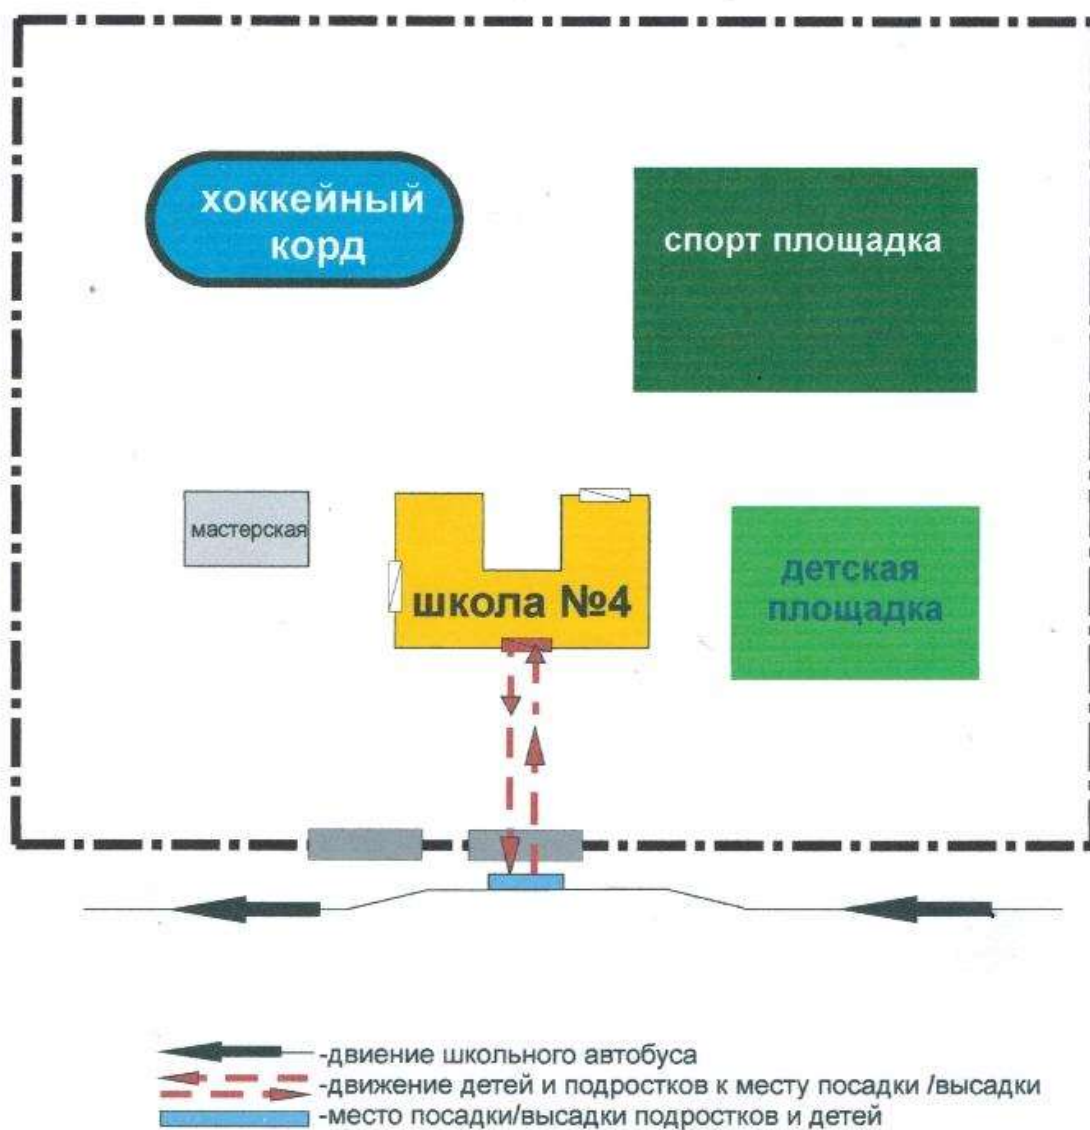 хоккейный
корд
спорт площадка
мастерская
школа №4
детская
площадка
-двиение школьного автобуса
-движение детей и подростков к месту посадки /высадки
-место посадки/высадки подростков и детей